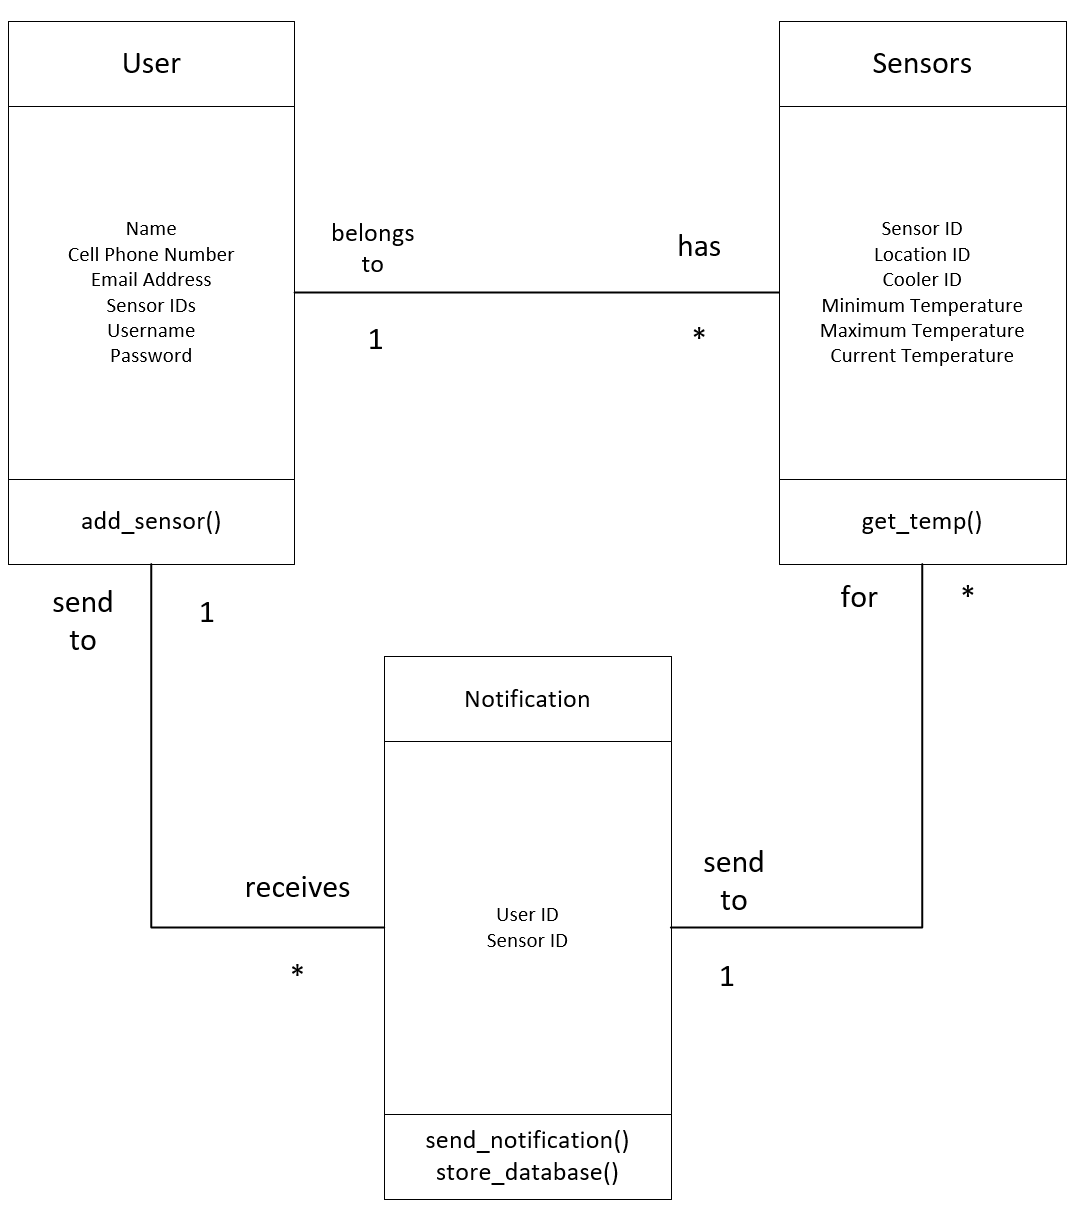 User
Name
Cell Phone Number
Email Address
Sensor IDs
Username
Password
add_sensor()
belongs
to
1
has
*
Sensors
Sensor ID
Location ID
Cooler ID
Minimum Temperature
Maximum Temperature
Current Temperature
get_temp()
send
to
1
receives
*
for
*
send
to
1
Notification
User ID
Sensor ID
send_notification()
store_database()